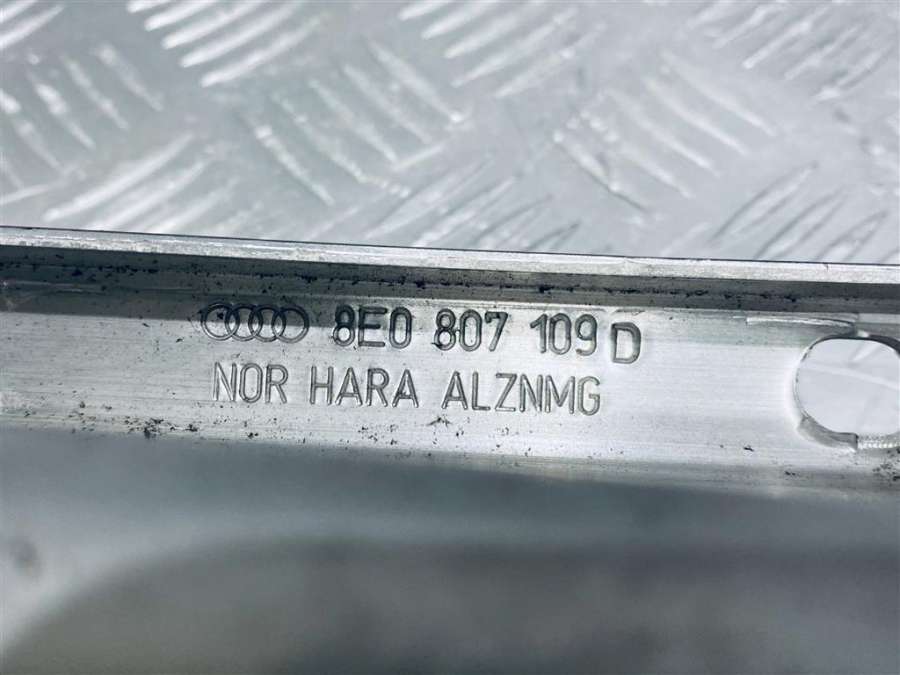 8E0 807 109 D
NOR HARA ALZNMG